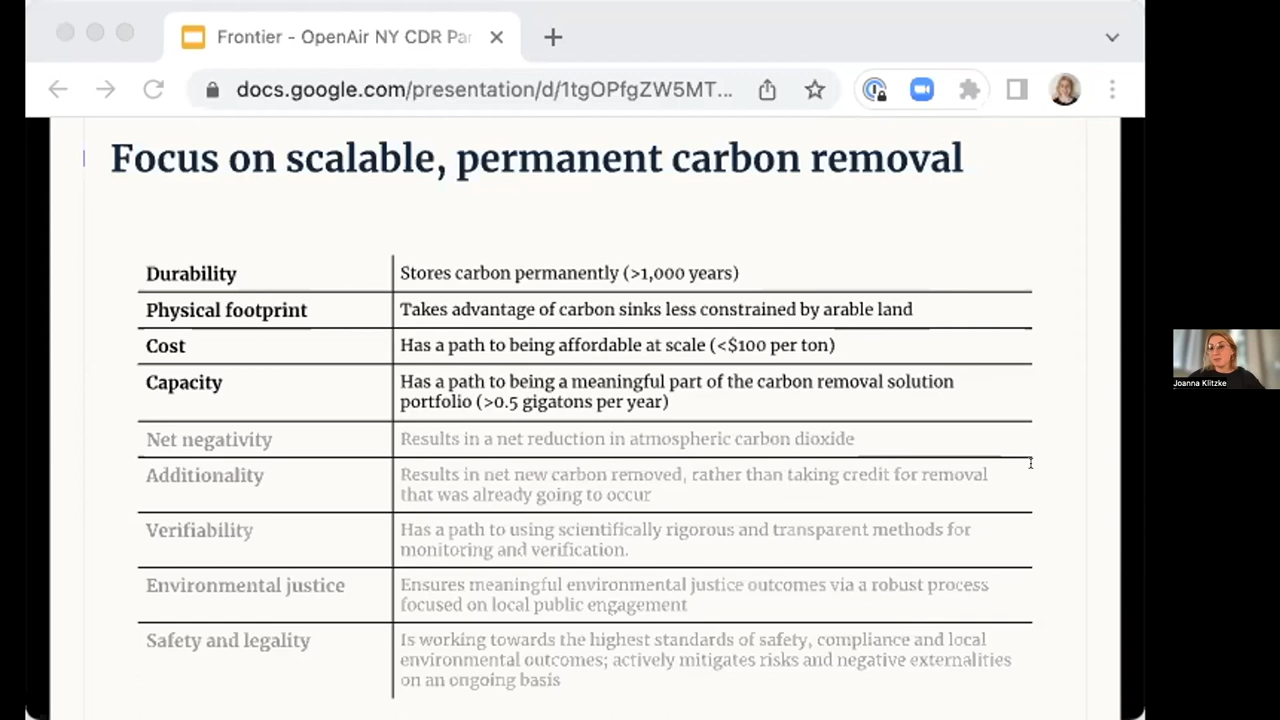 Frontier - OpenAir NY CDR Par
docs.google.com/presentation/d/1tgOPfgZW5MT...
Focus on scalable, permanent carbon removal
Durability
Stores carbon permanently (>1,000 years)
Physical footprint
Takes advantage of carbon sinks less constrained by arable land
Cost
Has a path to being affordable at scale (<$100 per ton)
Capacity
Has a path to being a meaningful part of the carbon removal solution
portfolio (>0.5 gigatons per year)
Net negativity
Results in a net reduction in atmospheric carbon dioxide
Additionality
Results in net new carbon removed, rather than taking credit for removal
that was already going to occur
Verifiability
Has a path to using scientifically rigorous and transparent methods for
monitoring and verification.
Environmental justice
Ensures meaningful environmental justice outcomes via a robust process
focused on local public engagement
Safety and legality
Is working towards the highest standards of safety, compliance and local
environmental outcomes; actively mitigates risks and negative externalities
on an ongoing basis
Joanna Klitzke